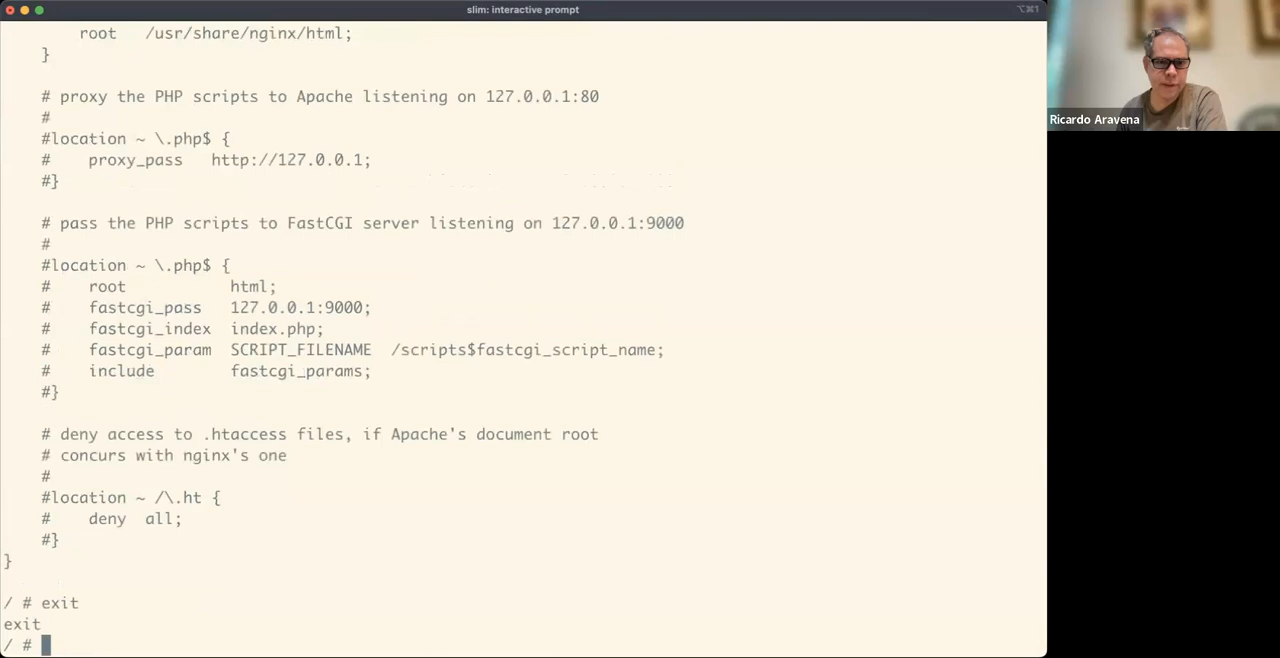 slim: interactive prompt
⌥⌘1
root   /usr/share/nginx/html;
}
# proxy the PHP scripts to Apache listening on 127.0.0.1:80
#
#location ~ \.php$ {
#    proxy_pass   http://127.0.0.1;
#}
# pass the PHP scripts to FastCGI server listening on 127.0.0.1:9000
#
#location ~ \.php$ {
#    root           html;
#    fastcgi_pass   127.0.0.1:9000;
#    fastcgi_index  index.php;
#    fastcgi_param  SCRIPT_FILENAME  /scripts$fastcgi_script_name;
#    include        fastcgi_params;
#}
# deny access to .htaccess files, if Apache's document root
# concurs with nginx's one
#
#location ~ /\.ht {
#    deny  all;
#}
}
/ # exit
exit
/ #
Ricardo Aravena